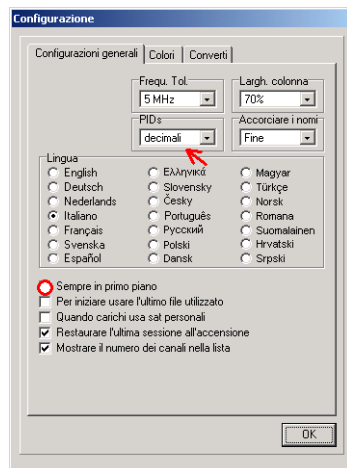 Configurazione
Configurazioni generali Colori Converti
Frequ. Tol. Largh. colonna
5 MHz 70%
PIDs Accorciare i nomi
decimali Fine
Lingua
English Ελληνικά Magyar
Deutsch Slovensky Türkçe
Nederlands Česky Norsk
Italiano Português Romana
Français Русский Suomalainen
Svenska Polski Hrvatski
Español Dansk Srpski
Sempre in primo piano
Per iniziare usare l'ultimo file utilizzato
Quando carichi usa sat personali
Restaurare l'ultima sessione all'accensione
Mostrare il numero dei canali nella lista
OK